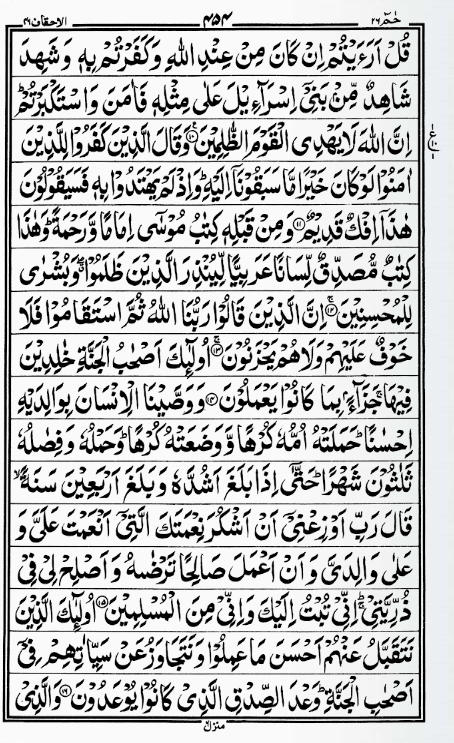 حٰمٓ ٢٦ ٤٥٤ الاحقاف ٤٦
قُلْ اَرَءَيْتُمْ اِنْ كَانَ مِنْ عِنْدِ اللّٰهِ وَكَفَرْتُمْ بِهٖ وَشَهِدَ
شَاهِدٌ مِّنْۢ بَنِيْۤ اِسْرَآءِيْلَ عَلٰى مِثْلِهٖ فَاٰمَنَ وَاسْتَكْبَرْتُمْ ؕ
اِنَّ اللّٰهَ لَا يَهْدِى الْقَوْمَ الظّٰلِمِيْنَ ﴿١٠﴾ وَقَالَ الَّذِيْنَ كَفَرُوْا لِلَّذِيْنَ
اٰمَنُوْا لَوْ كَانَ خَيْرًا مَّا سَبَقُوْنَاۤ اِلَيْهِ ؕ وَاِذْ لَمْ يَهْتَدُوْا بِهٖ فَسَيَقُوْلُوْنَ
هٰذَاۤ اِفْكٌ قَدِيْمٌ ﴿١١﴾ وَمِنْ قَبْلِهٖ كِتٰبُ مُوْسٰۤى اِمَامًا وَّرَحْمَةً ؕ وَهٰذَا
كِتٰبٌ مُّصَدِّقٌ لِّسَانًا عَرَبِيًّا لِّيُنْذِرَ الَّذِيْنَ ظَلَمُوْا ۖ وَبُشْرٰى
لِلْمُحْسِنِيْنَ ﴿١٢﴾ اِنَّ الَّذِيْنَ قَالُوْا رَبُّنَا اللّٰهُ ثُمَّ اسْتَقَامُوْا فَلَا
خَوْفٌ عَلَيْهِمْ وَلَا هُمْ يَحْزَنُوْنَ ﴿١٣﴾ اُولٰٓئِكَ اَصْحٰبُ الْجَنَّةِ خٰلِدِيْنَ
فِيْهَا ۚ جَزَآءًۢ بِمَا كَانُوْا يَعْمَلُوْنَ ﴿١٤﴾ وَوَصَّيْنَا الْاِنْسَانَ بِوَالِدَيْهِ
اِحْسٰنًا ؕ حَمَلَتْهُ اُمُّهٗ كُرْهًا وَّوَضَعَتْهُ كُرْهًا ؕ وَحَمْلُهٗ وَفِصٰلُهٗ
ثَلٰثُوْنَ شَهْرًا ؕ حَتّٰۤى اِذَا بَلَغَ اَشُدَّهٗ وَبَلَغَ اَرْبَعِيْنَ سَنَةً ۙ
قَالَ رَبِّ اَوْزِعْنِيْۤ اَنْ اَشْكُرَ نِعْمَتَكَ الَّتِيْۤ اَنْعَمْتَ عَلَيَّ وَ
عَلٰى وَالِدَيَّ وَاَنْ اَعْمَلَ صَالِحًا تَرْضٰىهُ وَاَصْلِحْ لِيْ فِيْ
ذُرِّيَّتِيْ ۚ اِنِّيْ تُبْتُ اِلَيْكَ وَاِنِّيْ مِنَ الْمُسْلِمِيْنَ ﴿١٥﴾ اُولٰٓئِكَ الَّذِيْنَ
نَتَقَبَّلُ عَنْهُمْ اَحْسَنَ مَا عَمِلُوْا وَنَتَجَاوَزُ عَنْ سَيِّاٰتِهِمْ فِيْۤ
اَصْحٰبِ الْجَنَّةِ ؕ وَعْدَ الصِّدْقِ الَّذِيْ كَانُوْا يُوْعَدُوْنَ ﴿١٦﴾ وَالَّذِيْ
منزل